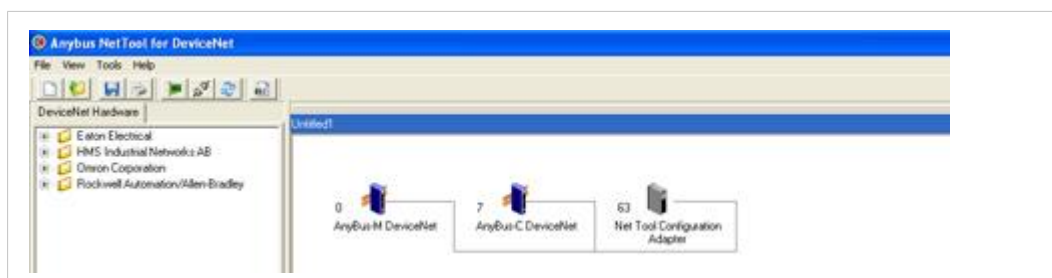 Anybus NetTool for DeviceNet
File View Tools Help
DeviceNet Hardware
Untitled1
Eaton Electrical
HMS Industrial Networks AB
Omron Corporation
Rockwell Automation/Allen-Bradley
0
AnyBus-M DeviceNet
7
AnyBus-C DeviceNet
63
Net Tool Configuration
Adapter